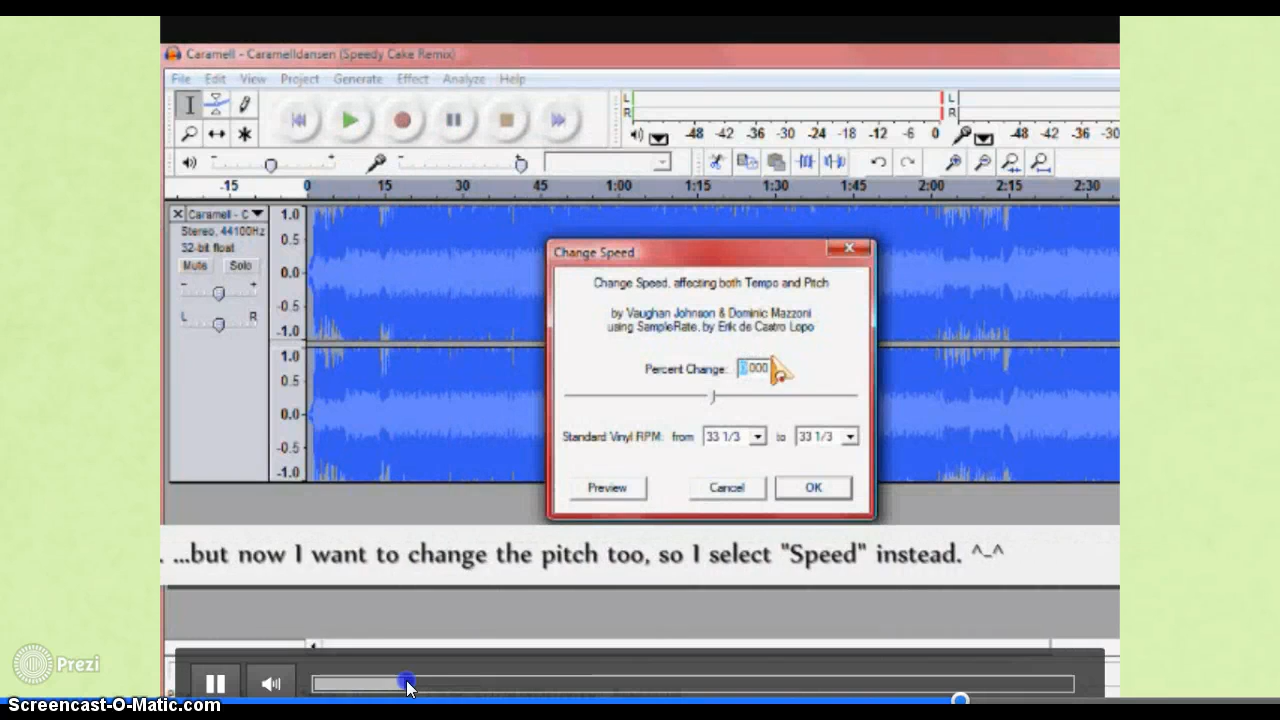 Caramell - Caramelldansen (Speedy Cake Remix)
File Edit View Project Generate Effect Analyze Help
L L
R R
-48 -42 -36 -30 -24 -18 -12 -6 0 -48 -42 -36 -30
-15 0 15 30 45 1:00 1:15 1:30 1:45 2:00 2:15 2:30
Caramell - C 1.0
Stereo, 44100Hz 0.5
32-bit float
Mute Solo 0.0
- + -0.5
L R -1.0
1.0
0.5
0.0
-0.5
-1.0
Change Speed
Change Speed, affecting both Tempo and Pitch
by Vaughan Johnson & Dominic Mazzoni
using SampleRate, by Erik de Castro Lopo
Percent Change: 0.000
Standard Vinyl RPM: from 33 1/3 to 33 1/3
Preview Cancel OK
. ...but now I want to change the pitch too, so I select "Speed" instead. ^-^
Prezi
Screencast-O-Matic.com